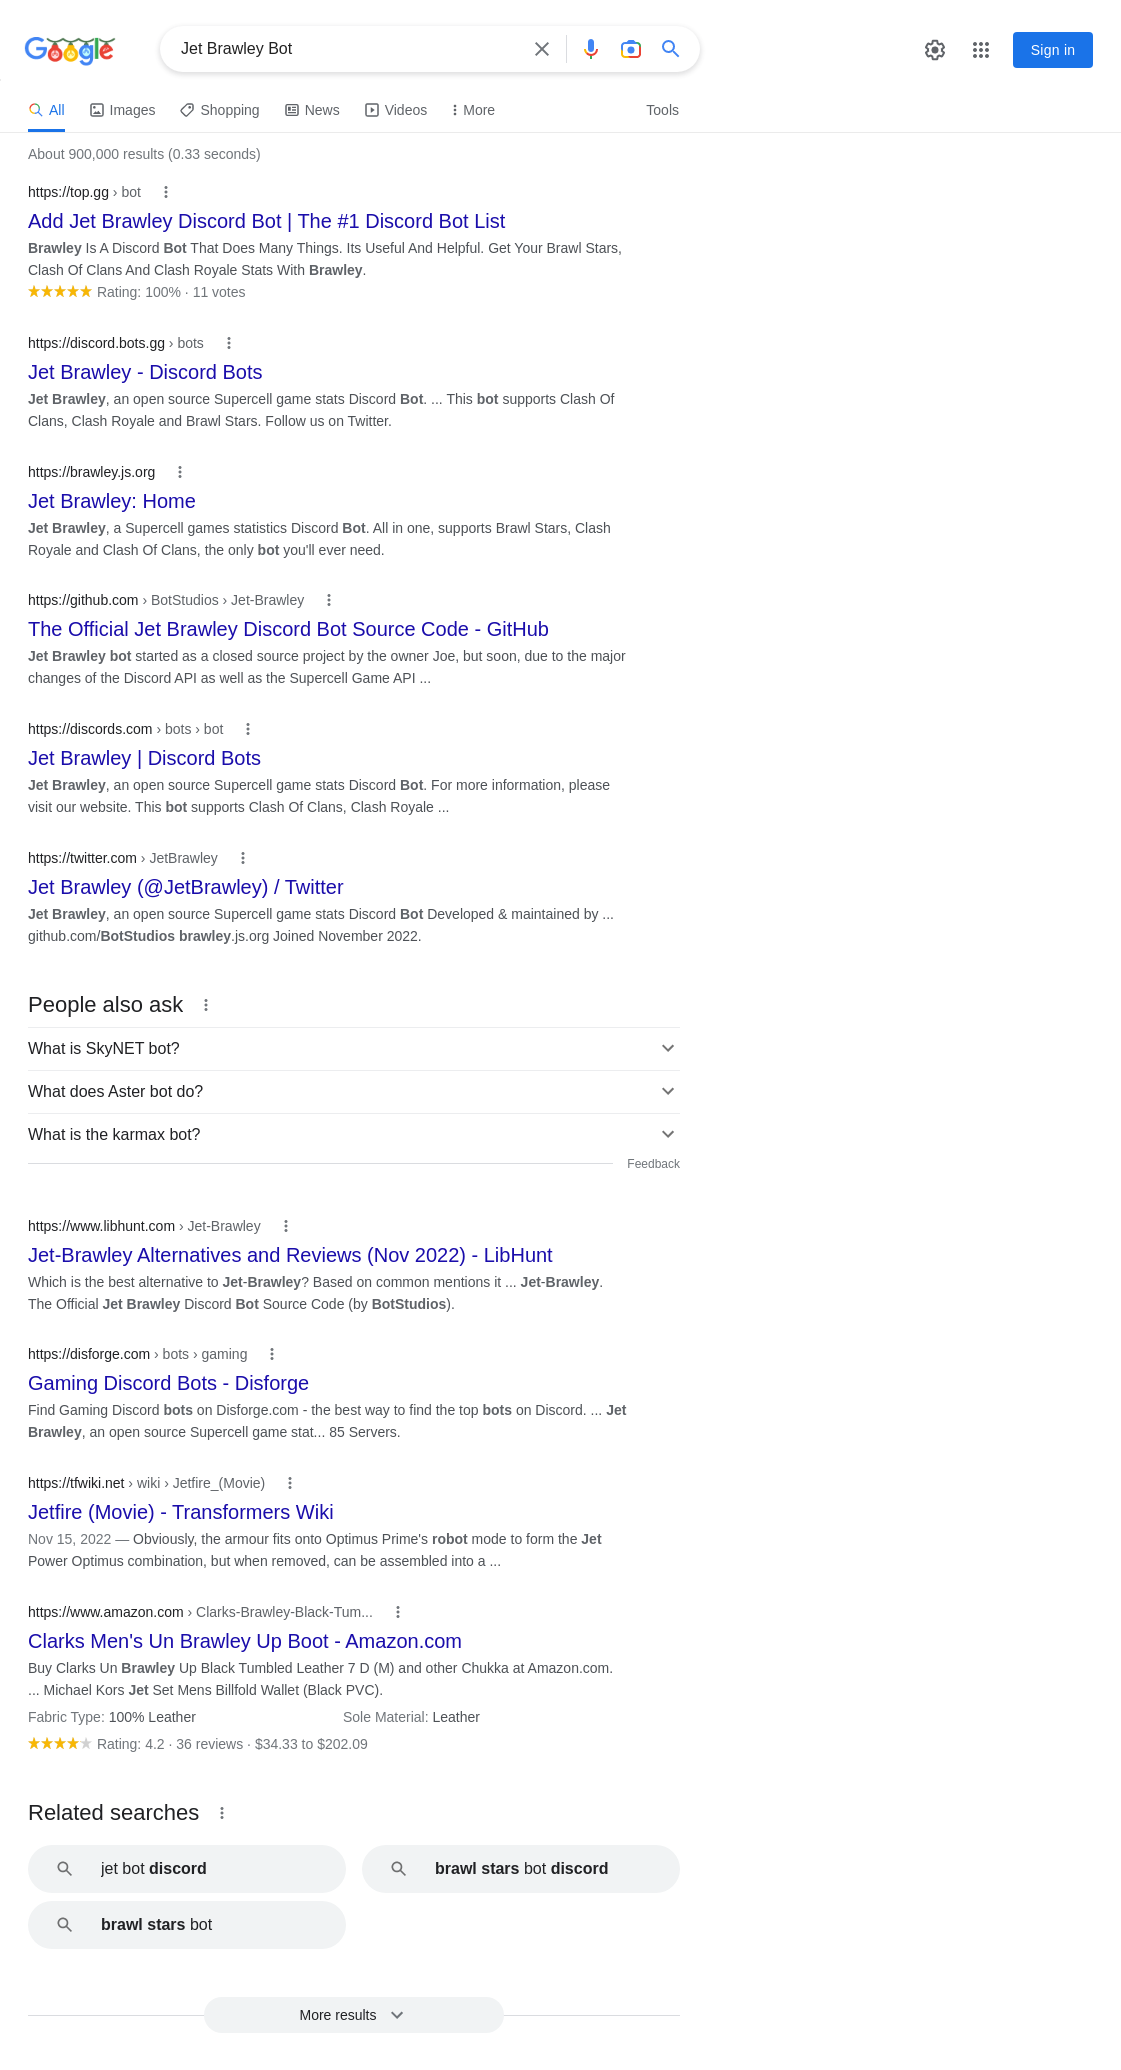 Google
Jet Brawley Bot
Sign in
All Images Shopping News Videos More Tools
About 900,000 results (0.33 seconds)
https://top.gg › bot
Add Jet Brawley Discord Bot | The #1 Discord Bot List
Brawley Is A Discord Bot That Does Many Things. Its Useful And Helpful. Get Your Brawl Stars,
Clash Of Clans And Clash Royale Stats With Brawley.
Rating: 100% · 11 votes
https://discord.bots.gg › bots
Jet Brawley - Discord Bots
Jet Brawley, an open source Supercell game stats Discord Bot. ... This bot supports Clash Of
Clans, Clash Royale and Brawl Stars. Follow us on Twitter.
https://brawley.js.org
Jet Brawley: Home
Jet Brawley, a Supercell games statistics Discord Bot. All in one, supports Brawl Stars, Clash
Royale and Clash Of Clans, the only bot you'll ever need.
https://github.com › BotStudios › Jet-Brawley
The Official Jet Brawley Discord Bot Source Code - GitHub
Jet Brawley bot started as a closed source project by the owner Joe, but soon, due to the major
changes of the Discord API as well as the Supercell Game API ...
https://discords.com › bots › bot
Jet Brawley | Discord Bots
Jet Brawley, an open source Supercell game stats Discord Bot. For more information, please
visit our website. This bot supports Clash Of Clans, Clash Royale ...
https://twitter.com › JetBrawley
Jet Brawley (@JetBrawley) / Twitter
Jet Brawley, an open source Supercell game stats Discord Bot Developed & maintained by ...
github.com/BotStudios brawley.js.org Joined November 2022.
People also ask
What is SkyNET bot?
What does Aster bot do?
What is the karmax bot?
Feedback
https://www.libhunt.com › Jet-Brawley
Jet-Brawley Alternatives and Reviews (Nov 2022) - LibHunt
Which is the best alternative to Jet-Brawley? Based on common mentions it ... Jet-Brawley.
The Official Jet Brawley Discord Bot Source Code (by BotStudios).
https://disforge.com › bots › gaming
Gaming Discord Bots - Disforge
Find Gaming Discord bots on Disforge.com - the best way to find the top bots on Discord. ... Jet
Brawley, an open source Supercell game stat... 85 Servers.
https://tfwiki.net › wiki › Jetfire_(Movie)
Jetfire (Movie) - Transformers Wiki
Nov 15, 2022 — Obviously, the armour fits onto Optimus Prime's robot mode to form the Jet
Power Optimus combination, but when removed, can be assembled into a ...
https://www.amazon.com › Clarks-Brawley-Black-Tum...
Clarks Men's Un Brawley Up Boot - Amazon.com
Buy Clarks Un Brawley Up Black Tumbled Leather 7 D (M) and other Chukka at Amazon.com.
... Michael Kors Jet Set Mens Billfold Wallet (Black PVC).
Fabric Type: 100% Leather Sole Material: Leather
Rating: 4.2 · 36 reviews · $34.33 to $202.09
Related searches
jet bot discord
brawl stars bot discord
brawl stars bot
More results